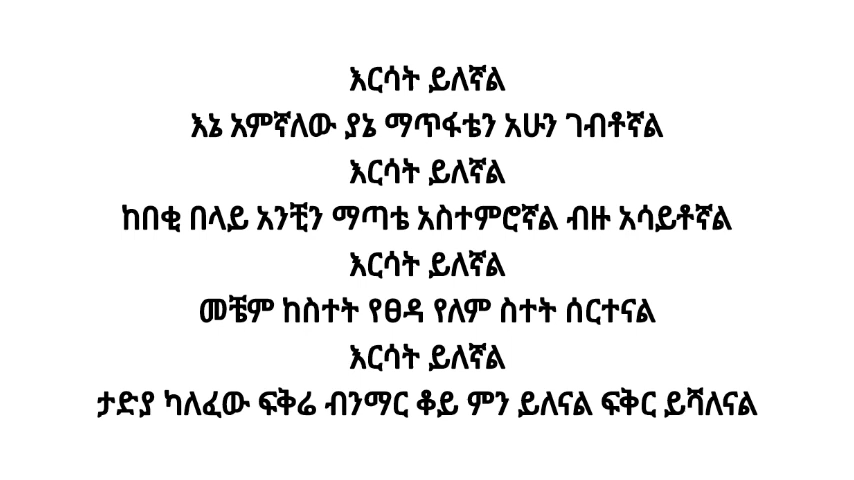 እርሳት ይለኛል
እኔ አምኛለው ያኔ ማጥፋቴን አሁን ገብቶኛል
እርሳት ይለኛል
ከበቂ በላይ አንቺን ማጣቴ አስተምሮኛል ብዙ አሳይቶኛል
እርሳት ይለኛል
መቼም ከስተት የፀዳ የለም ስተት ሰርተናል
እርሳት ይለኛል
ታድያ ካለፈው ፍቅሬ ብንማር ቆይ ምን ይለናል ፍቅር ይሻለናል